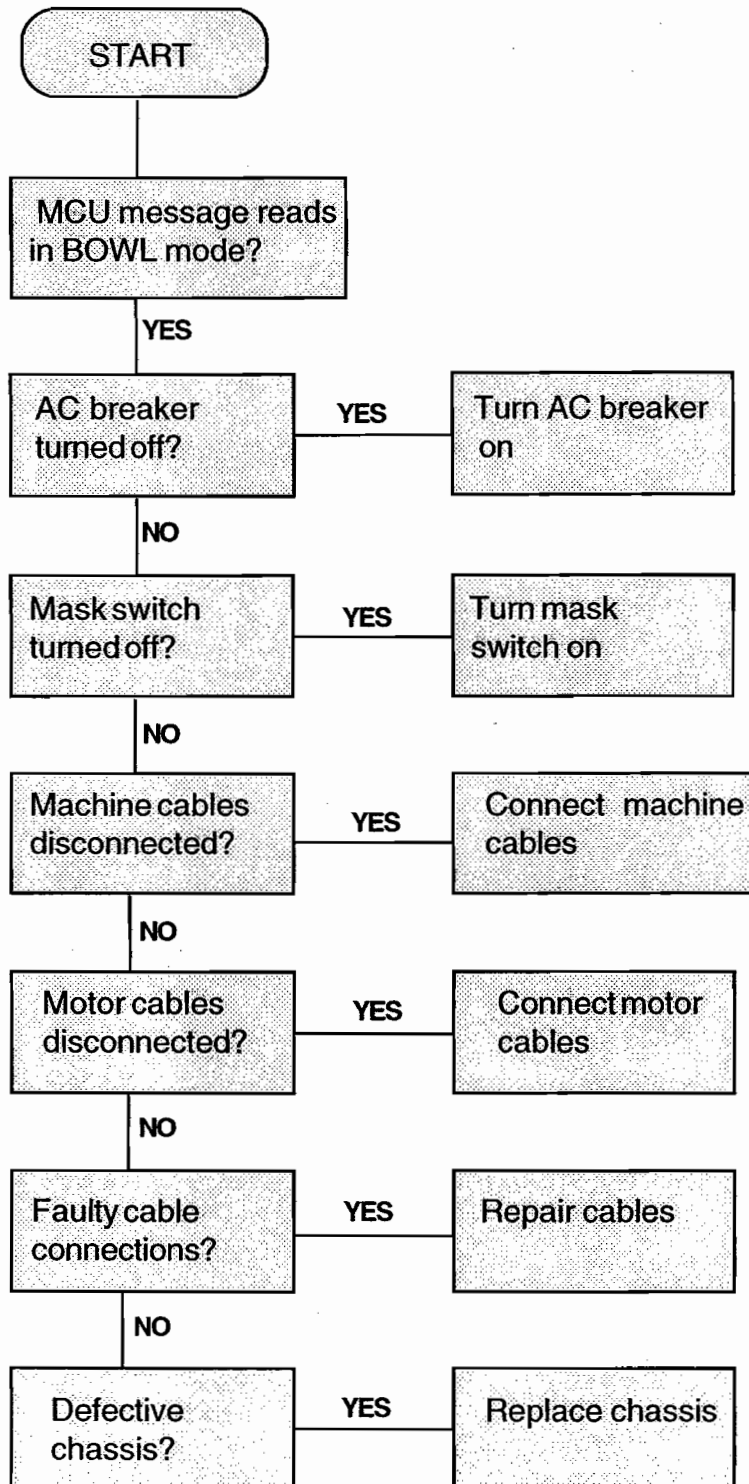 START
MCU message reads
in BOWL mode?
YES
AC breaker
turned off?
YES
Turn AC breaker
on
NO
Mask switch
turned off?
YES
Turn mask
switch on
NO
Machine cables
disconnected?
YES
Connect machine
cables
NO
Motor cables
disconnected?
YES
Connect motor
cables
NO
Faulty cable
connections?
YES
Repair cables
NO
Defective
chassis?
YES
Replace chassis